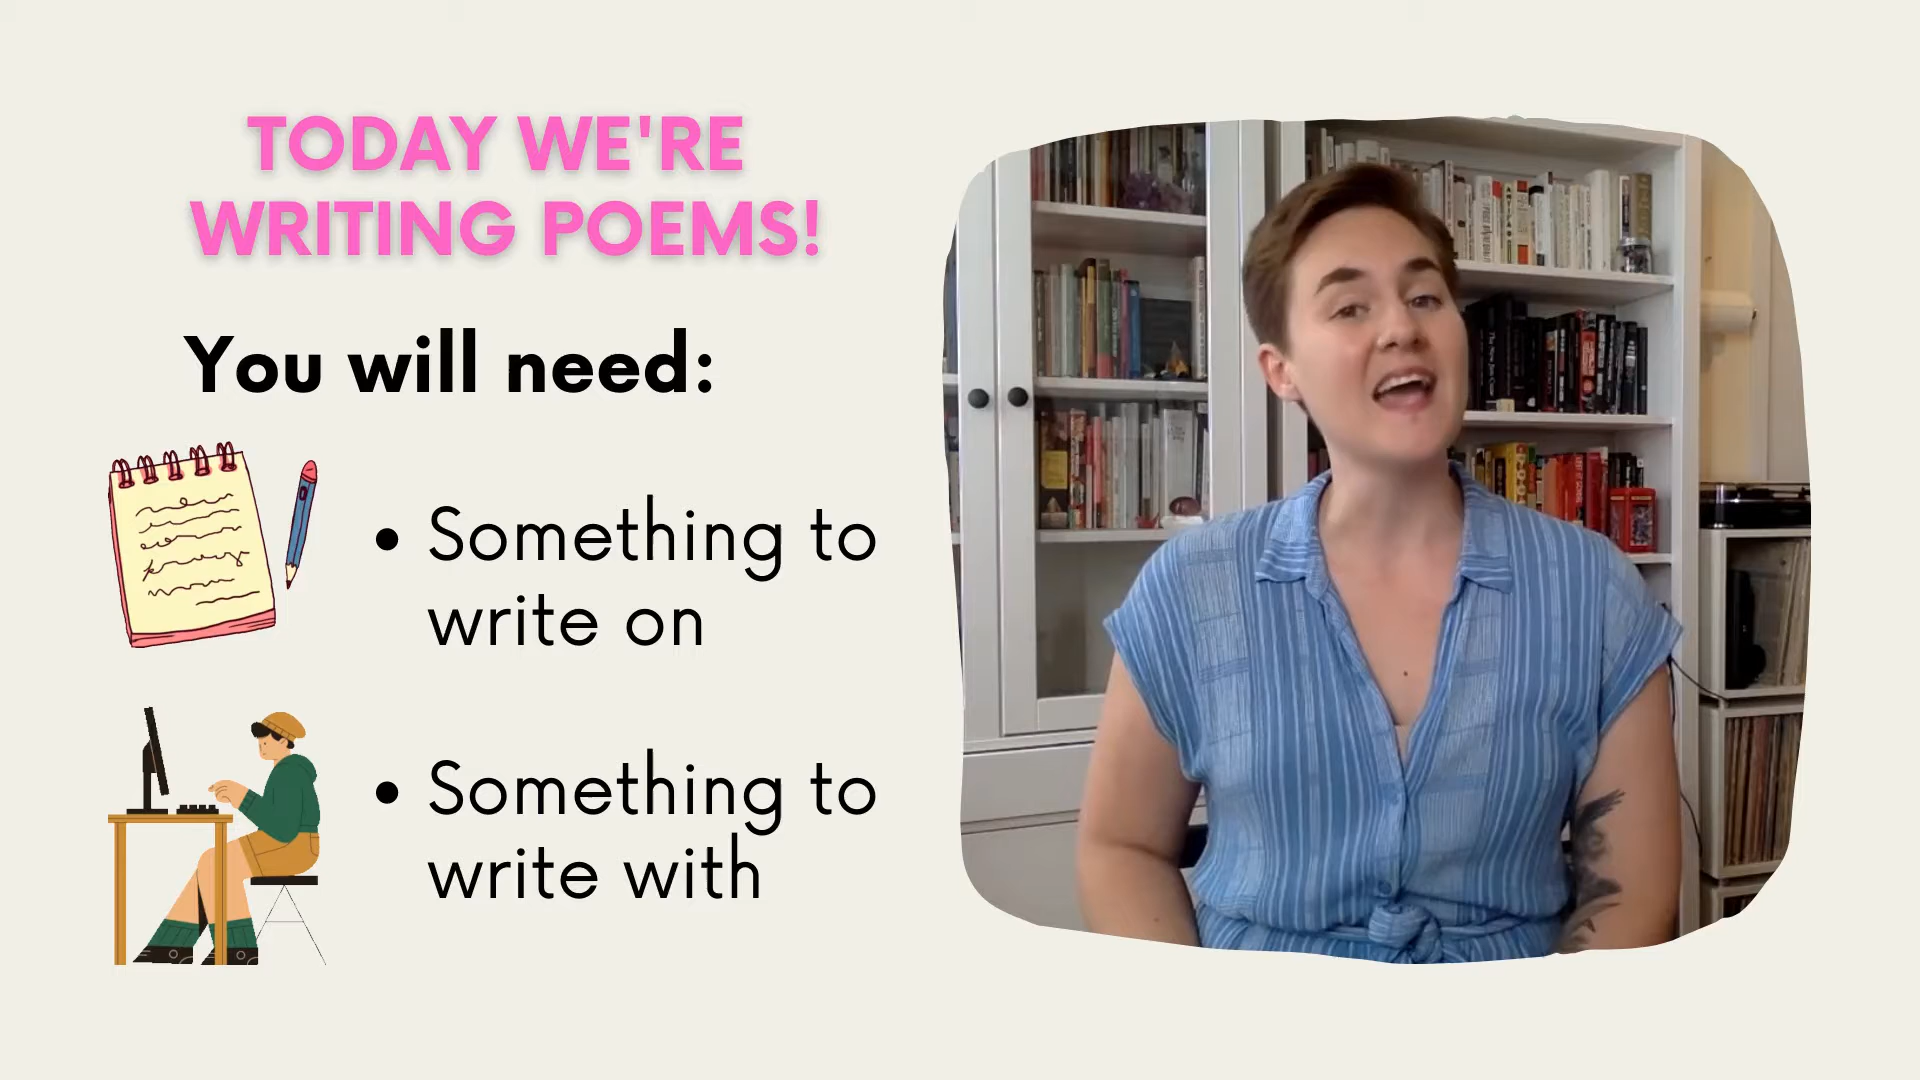 TODAY WE'RE
WRITING POEMS!
You will need:
• Something to
write on
• Something to
write with